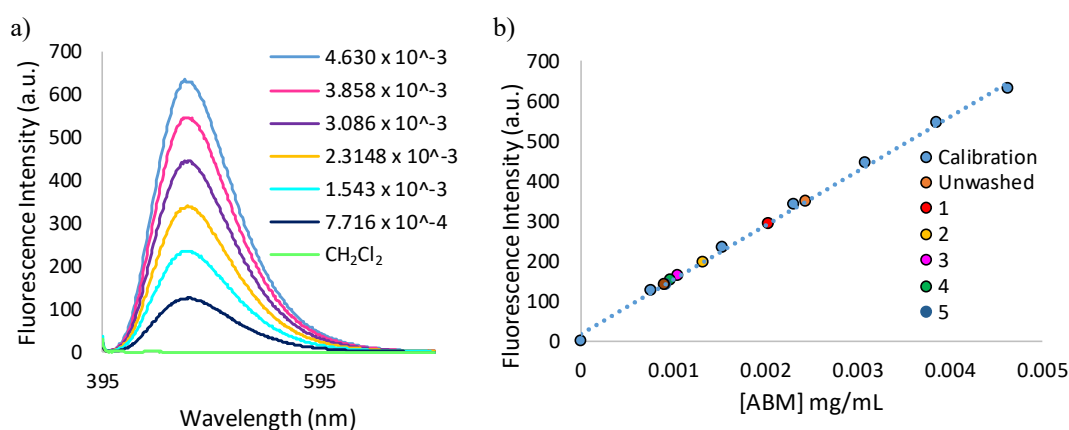 a)
700
600
500
400
300
200
100
0
Fluorescence Intensity (a.u.)
395
595
Wavelength (nm)
4.630 x 10^-3
3.858 x 10^-3
3.086 x 10^-3
2.3148 x 10^-3
1.543 x 10^-3
7.716 x 10^-4
CH₂Cl₂
b)
700
600
500
400
300
200
100
0
Fluorescence Intensity (a.u.)
0
0.001
0.002
0.003
0.004
0.005
[ABM] mg/mL
Calibration
Unwashed
1
2
3
4
5